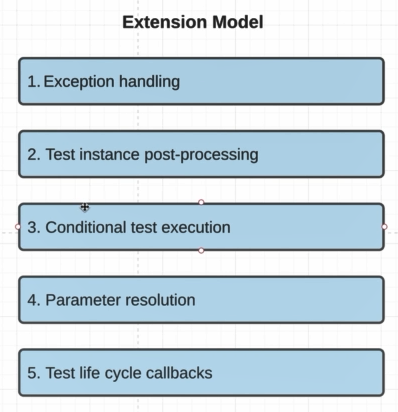 Extension Model
1. Exception handling
2. Test instance post-processing
3. Conditional test execution
4. Parameter resolution
5. Test life cycle callbacks